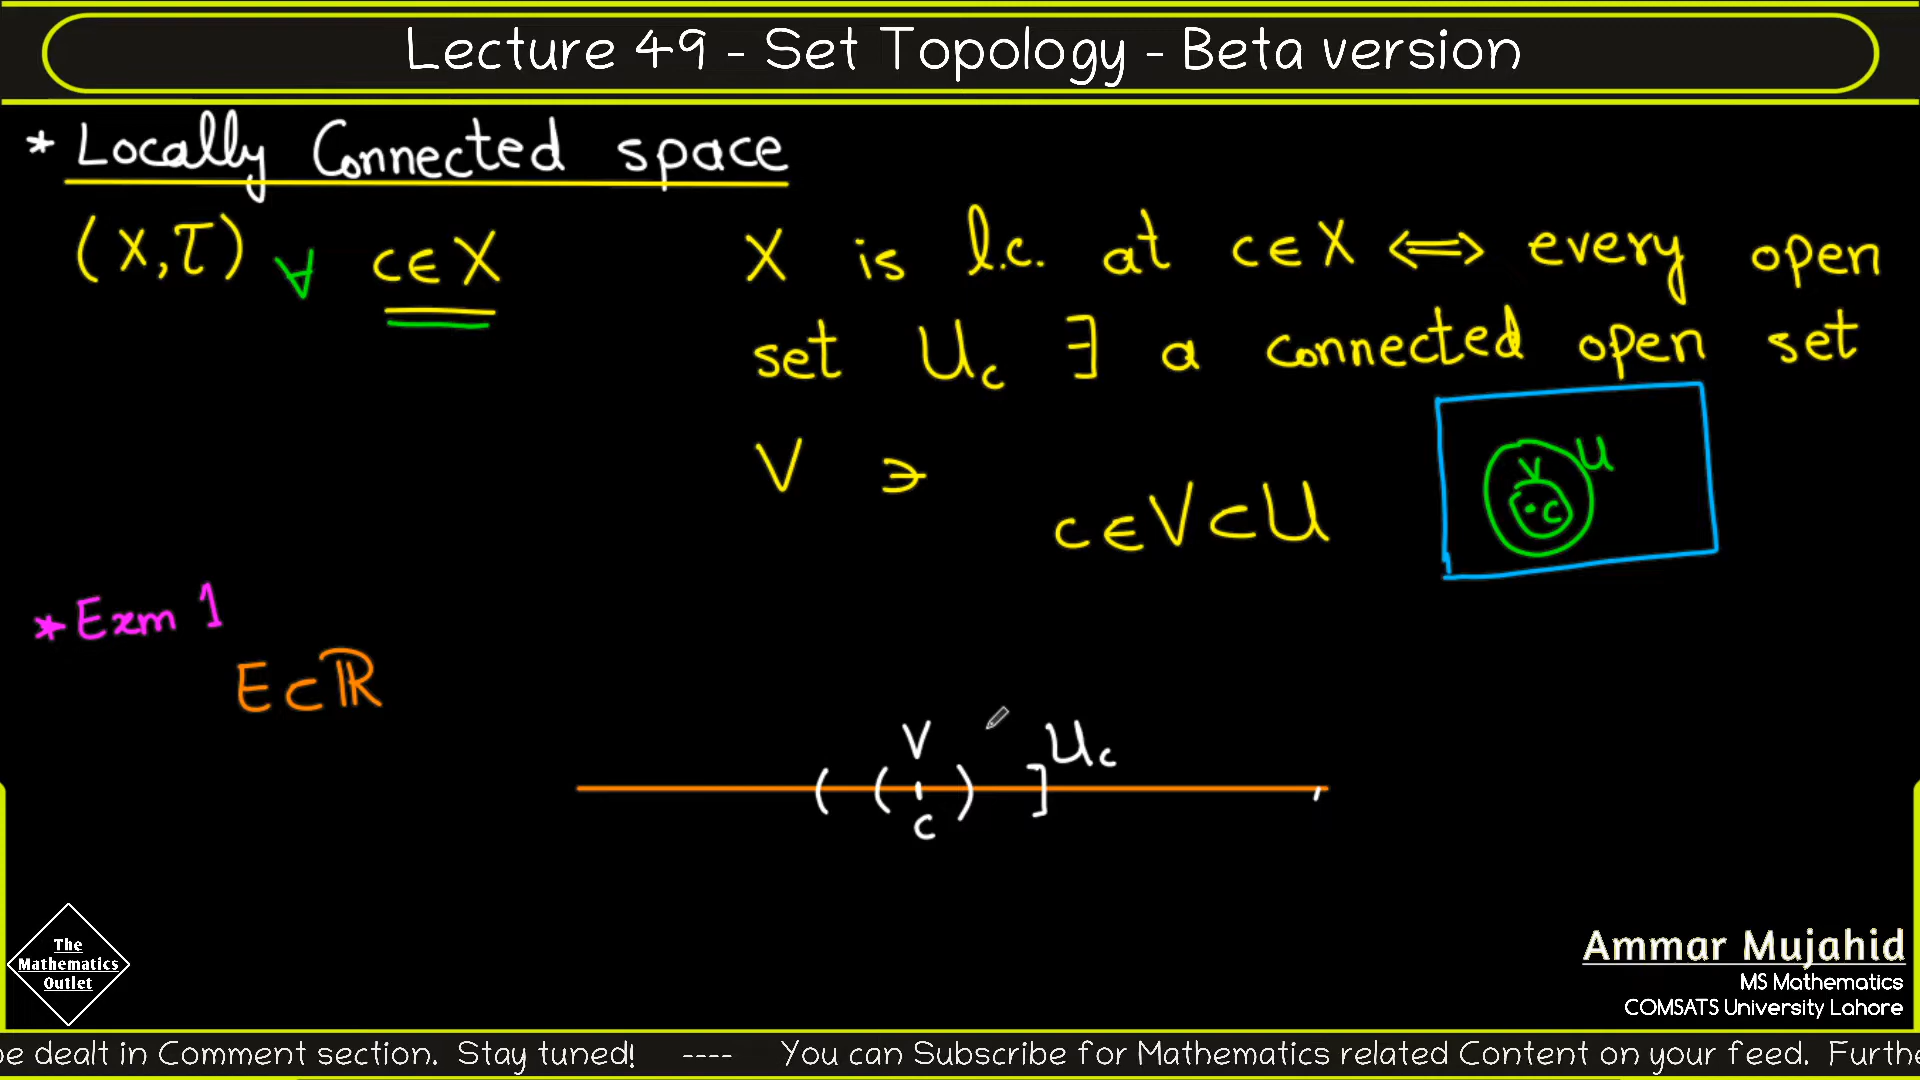 Lecture 49 - Set Topology - Beta version
* Locally Connected space
(X,τ) ∀ c∈X
X is l.c. at c∈X ⟺ every open
set U_c ∃ a connected open set
V ∋
c∈V⊂U
V U
c
* Exm 1
E⊂ℝ
V U_c
( ( ) ]
c
The
Mathematics
Outlet
Ammar Mujahid
MS Mathematics
COMSATS University Lahore
be dealt in Comment section. Stay tuned! ---- You can Subscribe for Mathematics related Content on your feed. Furthe